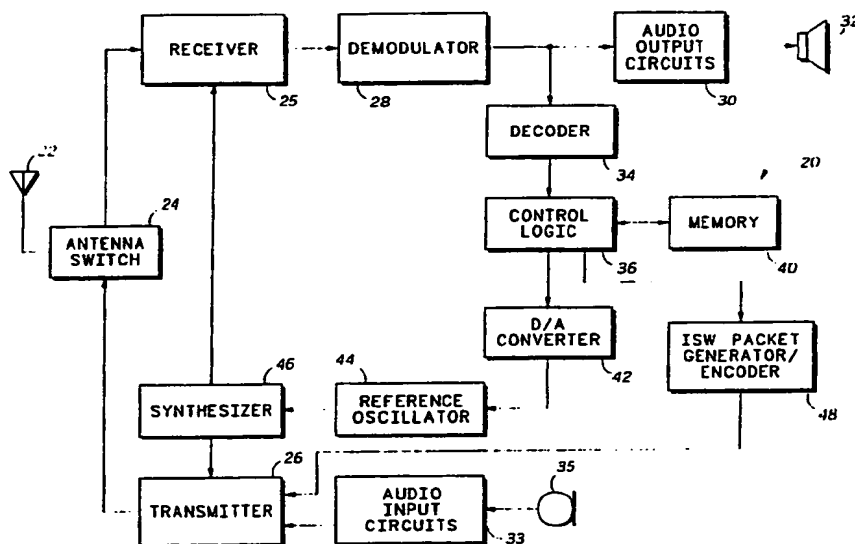 RECEIVER
25
DEMODULATOR
28
AUDIO
OUTPUT
CIRCUITS
30
32
DECODER
34
20
22
ANTENNA
SWITCH
24
CONTROL
LOGIC
36
MEMORY
40
D/A
CONVERTER
42
ISW PACKET
GENERATOR/
ENCODER
48
SYNTHESIZER
46
REFERENCE
OSCILLATOR
44
TRANSMITTER
26
AUDIO
INPUT
CIRCUITS
33
35